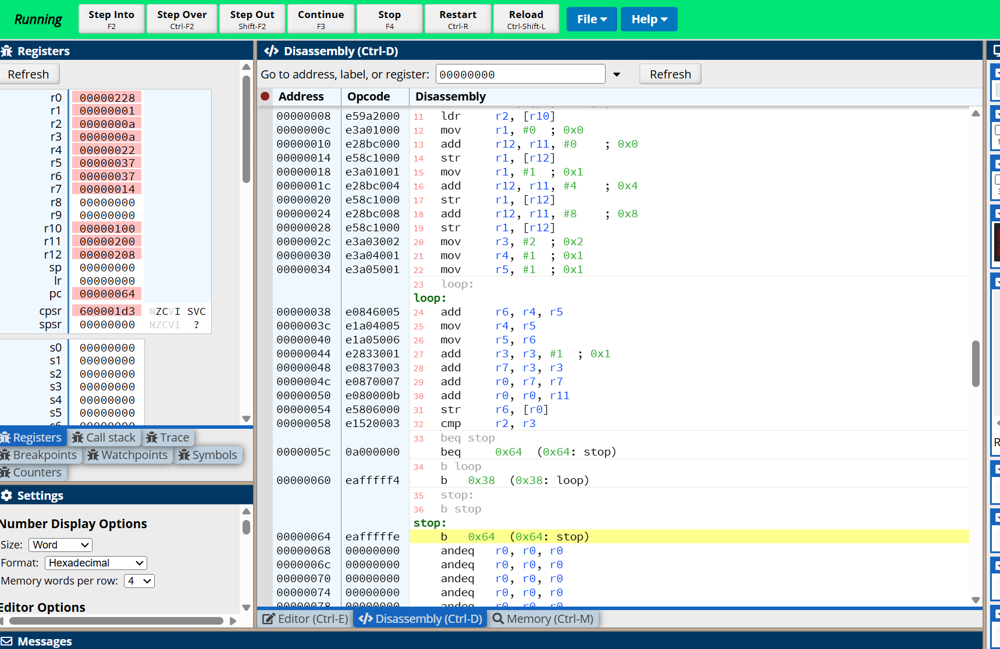 Running
Step Into
F2
Step Over
Ctrl-F2
Step Out
Shift-F2
Continue
F3
Stop
F4
Restart
Ctrl-R
Reload
Ctrl-Shift-L
File
Help
Registers
Refresh
r0 00000228
r1 00000001
r2 0000000a
r3 0000000a
r4 00000022
r5 00000037
r6 00000037
r7 00000014
r8 00000000
r9 00000000
r10 00000100
r11 00000200
r12 00000208
sp 00000000
lr 00000000
pc 00000064
cpsr 600001d3 NZCVI SVC
spsr 00000000 NZCVI ?
s0 00000000
s1 00000000
s2 00000000
s3 00000000
s4 00000000
s5 00000000
Registers Call stack Trace
Breakpoints Watchpoints Symbols
Counters
Settings
Number Display Options
Size: Word
Format: Hexadecimal
Memory words per row: 4
Editor Options
Disassembly (Ctrl-D)
Go to address, label, or register: 00000000 Refresh
Address Opcode Disassembly
00000008 e59a2000 11 ldr r2, [r10]
0000000c e3a01000 12 mov r1, #0 ; 0x0
00000010 e28bc000 13 add r12, r11, #0 ; 0x0
00000014 e58c1000 14 str r1, [r12]
00000018 e3a01001 15 mov r1, #1 ; 0x1
0000001c e28bc004 16 add r12, r11, #4 ; 0x4
00000020 e58c1000 17 str r1, [r12]
00000024 e28bc008 18 add r12, r11, #8 ; 0x8
00000028 e58c1000 19 str r1, [r12]
0000002c e3a03002 20 mov r3, #2 ; 0x2
00000030 e3a04001 21 mov r4, #1 ; 0x1
00000034 e3a05001 22 mov r5, #1 ; 0x1
23 loop:
loop:
00000038 e0846005 24 add r6, r4, r5
0000003c e1a04005 25 mov r4, r5
00000040 e1a05006 26 mov r5, r6
00000044 e2833001 27 add r3, r3, #1 ; 0x1
00000048 e0837003 28 add r7, r3, r3
0000004c e0870007 29 add r0, r7, r7
00000050 e080000b 30 add r0, r0, r11
00000054 e5806000 31 str r6, [r0]
00000058 e1520003 32 cmp r2, r3
33 beq stop
0000005c 0a000000 beq 0x64 (0x64: stop)
34 b loop
00000060 eafffff4 b 0x38 (0x38: loop)
35 stop:
36 b stop
stop:
00000064 eafffffe b 0x64 (0x64: stop)
00000068 00000000 andeq r0, r0, r0
0000006c 00000000 andeq r0, r0, r0
00000070 00000000 andeq r0, r0, r0
00000074 00000000 andeq r0, r0, r0
00000078 00000000 andeq r0, r0, r0
Editor (Ctrl-E) Disassembly (Ctrl-D) Memory (Ctrl-M)
Messages